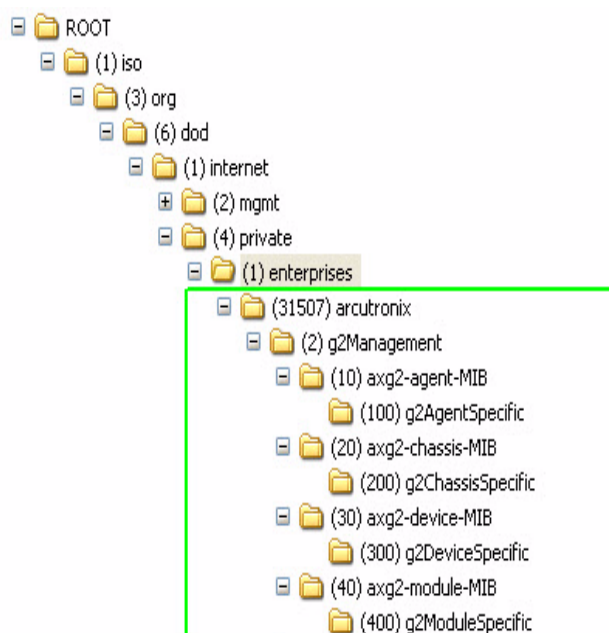 ROOT
(1) iso
(3) org
(6) dod
(1) internet
(2) mgmt
(4) private
(1) enterprises
(31507) arcutronix
(2) g2Management
(10) axg2-agent-MIB
(100) g2AgentSpecific
(20) axg2-chassis-MIB
(200) g2ChassisSpecific
(30) axg2-device-MIB
(300) g2DeviceSpecific
(40) axg2-module-MIB
(400) g2ModuleSpecific